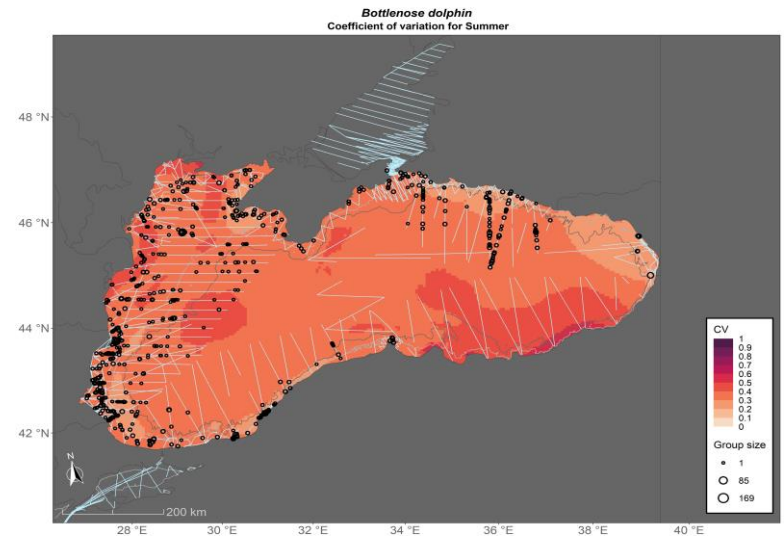 Bottlenose dolphin
Coefficient of variation for Summer
48 °N
46 °N
44 °N
42 °N
CV
1
0.9
0.8
0.7
0.6
0.5
0.4
0.3
0.2
0.1
0
Group size
1
85
169
N
200 km
28 °E
30 °E
32 °E
34 °E
36 °E
38 °E
40 °E